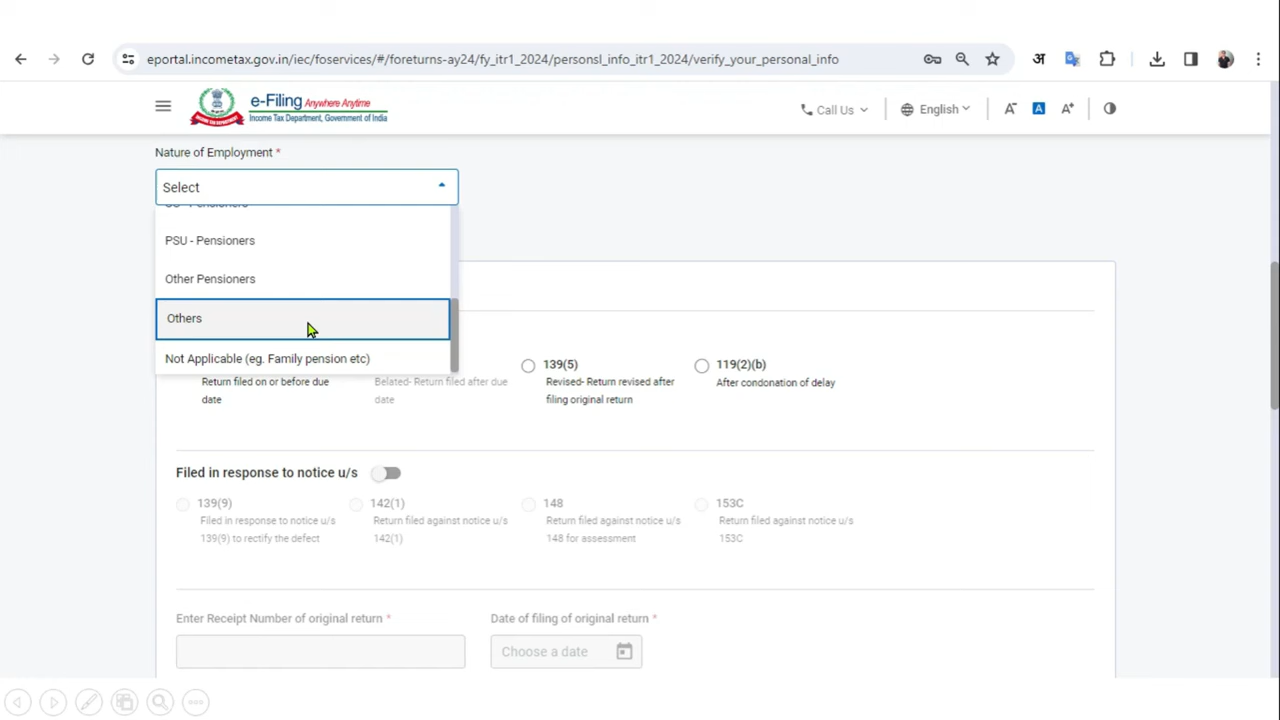 eportal.incometax.gov.in/iec/foservices/#/foreturns-ay24/fy_itr1_2024/personsl_info_itr1_2024/verify_your_personal_info
अ
e-Filing Anywhere Anytime
Income Tax Department, Government of India
Call Us
English
A-
A
A+
Nature of Employment *
Select
PSU - Pensioners
Other Pensioners
Others
Not Applicable (eg. Family pension etc)
139(5)
119(2)(b)
Return filed on or before due date
Belated- Return filed after due date
Revised- Return revised after filing original return
After condonation of delay
Filed in response to notice u/s
139(9)
142(1)
148
153C
Filed in response to notice u/s 139(9) to rectify the defect
Return filed against notice u/s 142(1)
Return filed against notice u/s 148 for assessment
Return filed against notice u/s 153C
Enter Receipt Number of original return *
Date of filing of original return *
Choose a date